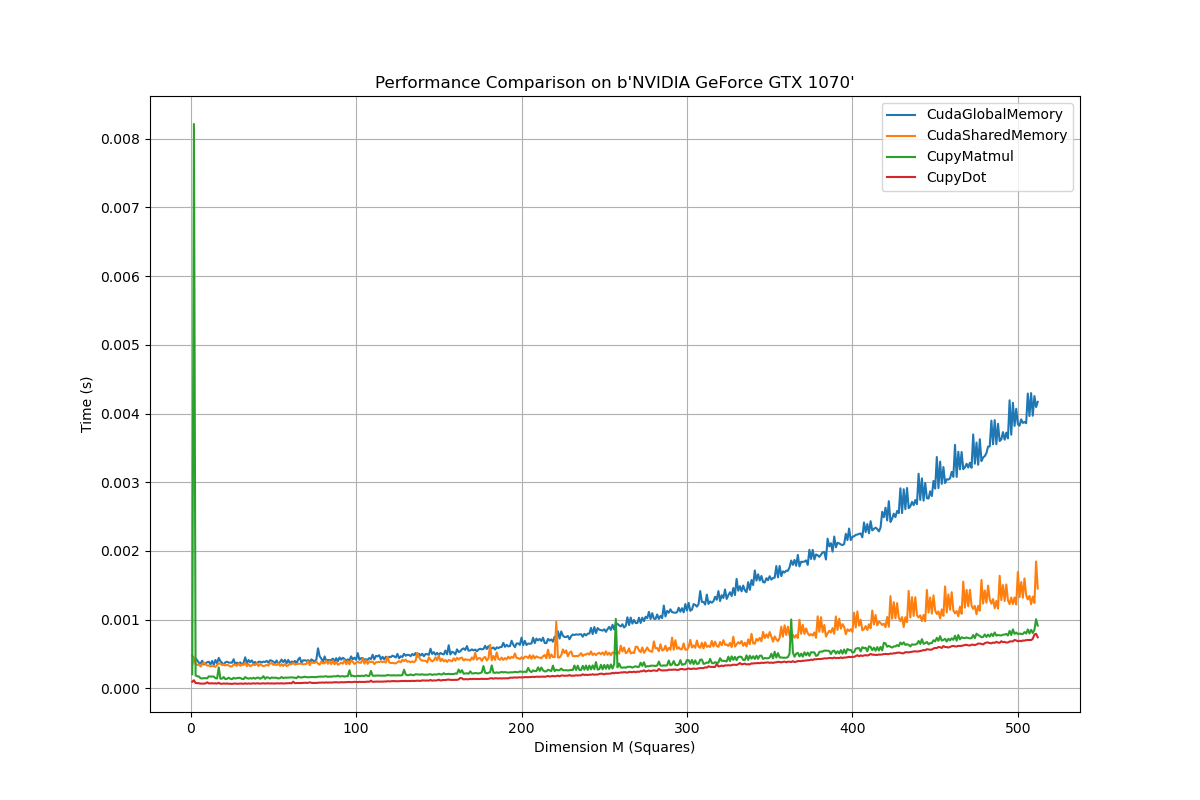 Performance Comparison on b'NVIDIA GeForce GTX 1070'
CudaGlobalMemory
CudaSharedMemory
CupyMatmul
CupyDot
Time (s)
0.008
0.007
0.006
0.005
0.004
0.003
0.002
0.001
0.000
0 100 200 300 400 500
Dimension M (Squares)